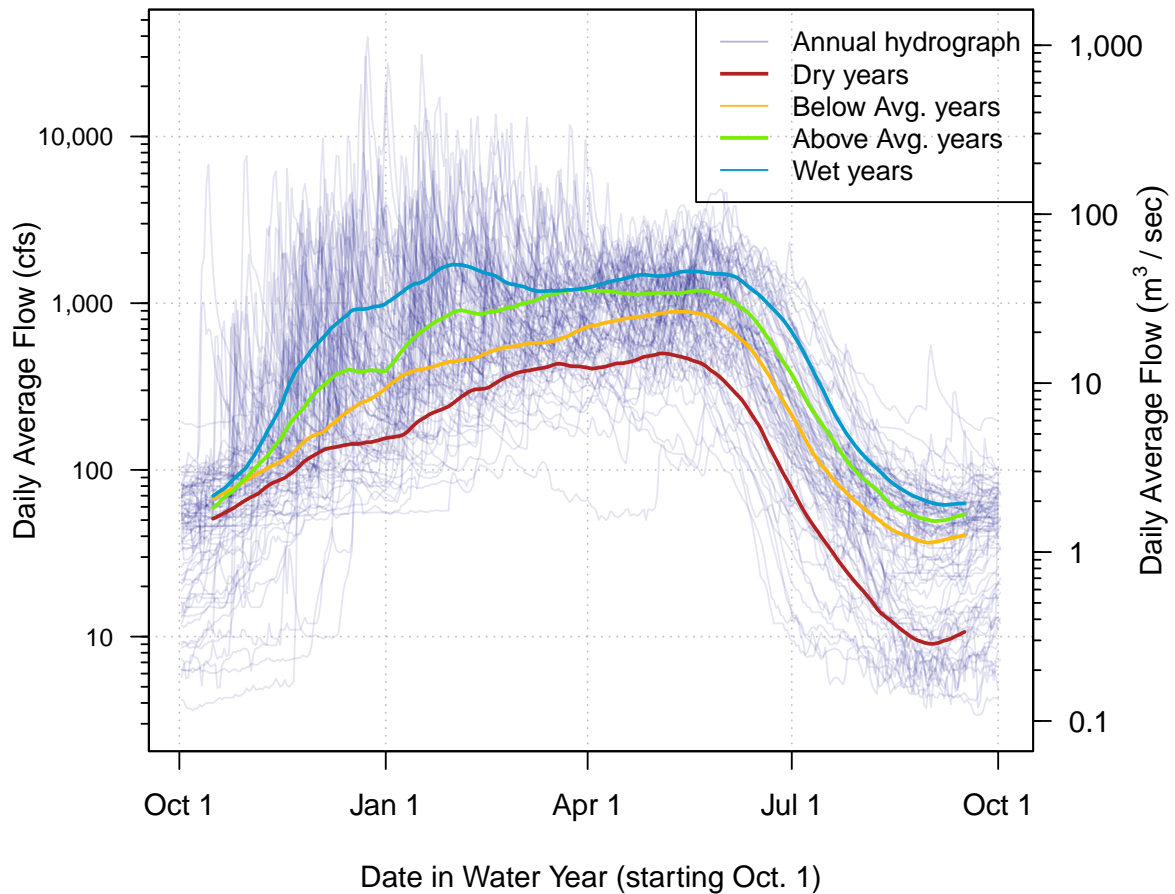 Annual hydrograph
Dry years
Below Avg. years
Above Avg. years
Wet years
Daily Average Flow (cfs)
10,000
1,000
100
10
1,000
100
10
1
0.1
Daily Average Flow (m³ / sec)
Oct 1
Jan 1
Apr 1
Jul 1
Oct 1
Date in Water Year (starting Oct. 1)